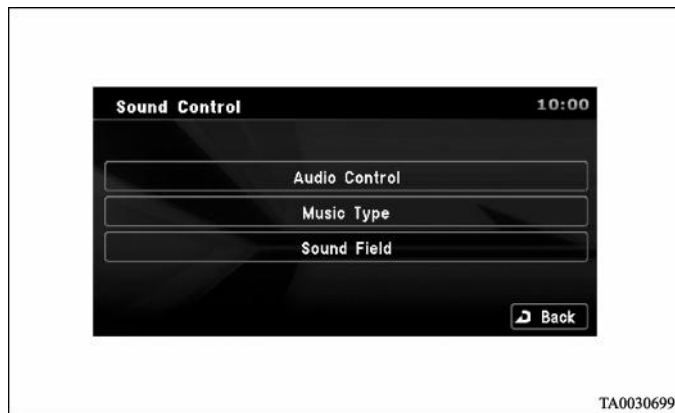 Sound Control 10:00
Audio Control
Music Type
Sound Field
Back
TA0030699